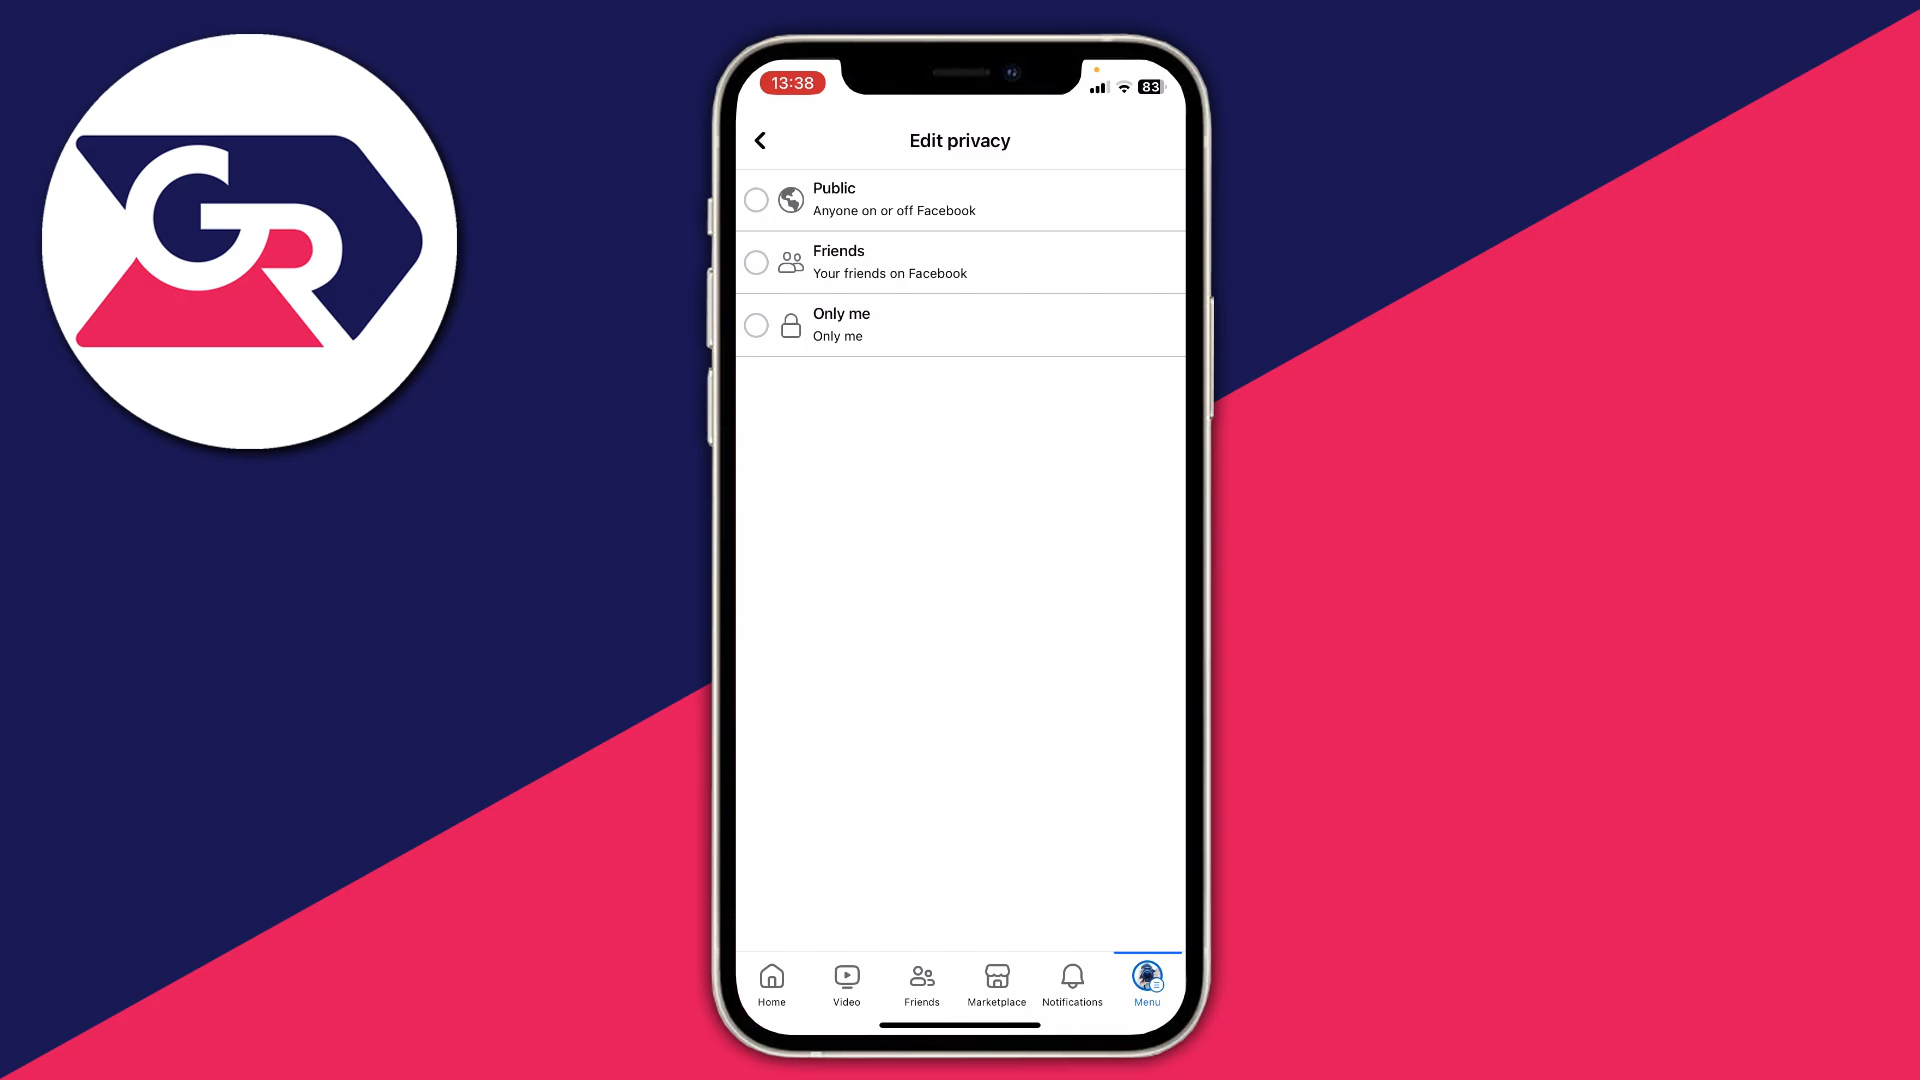 GR
13:38
83
Edit privacy
Public
Anyone on or off Facebook
Friends
Your friends on Facebook
Only me
Only me
Home
Video
Friends
Marketplace
Notifications
Menu